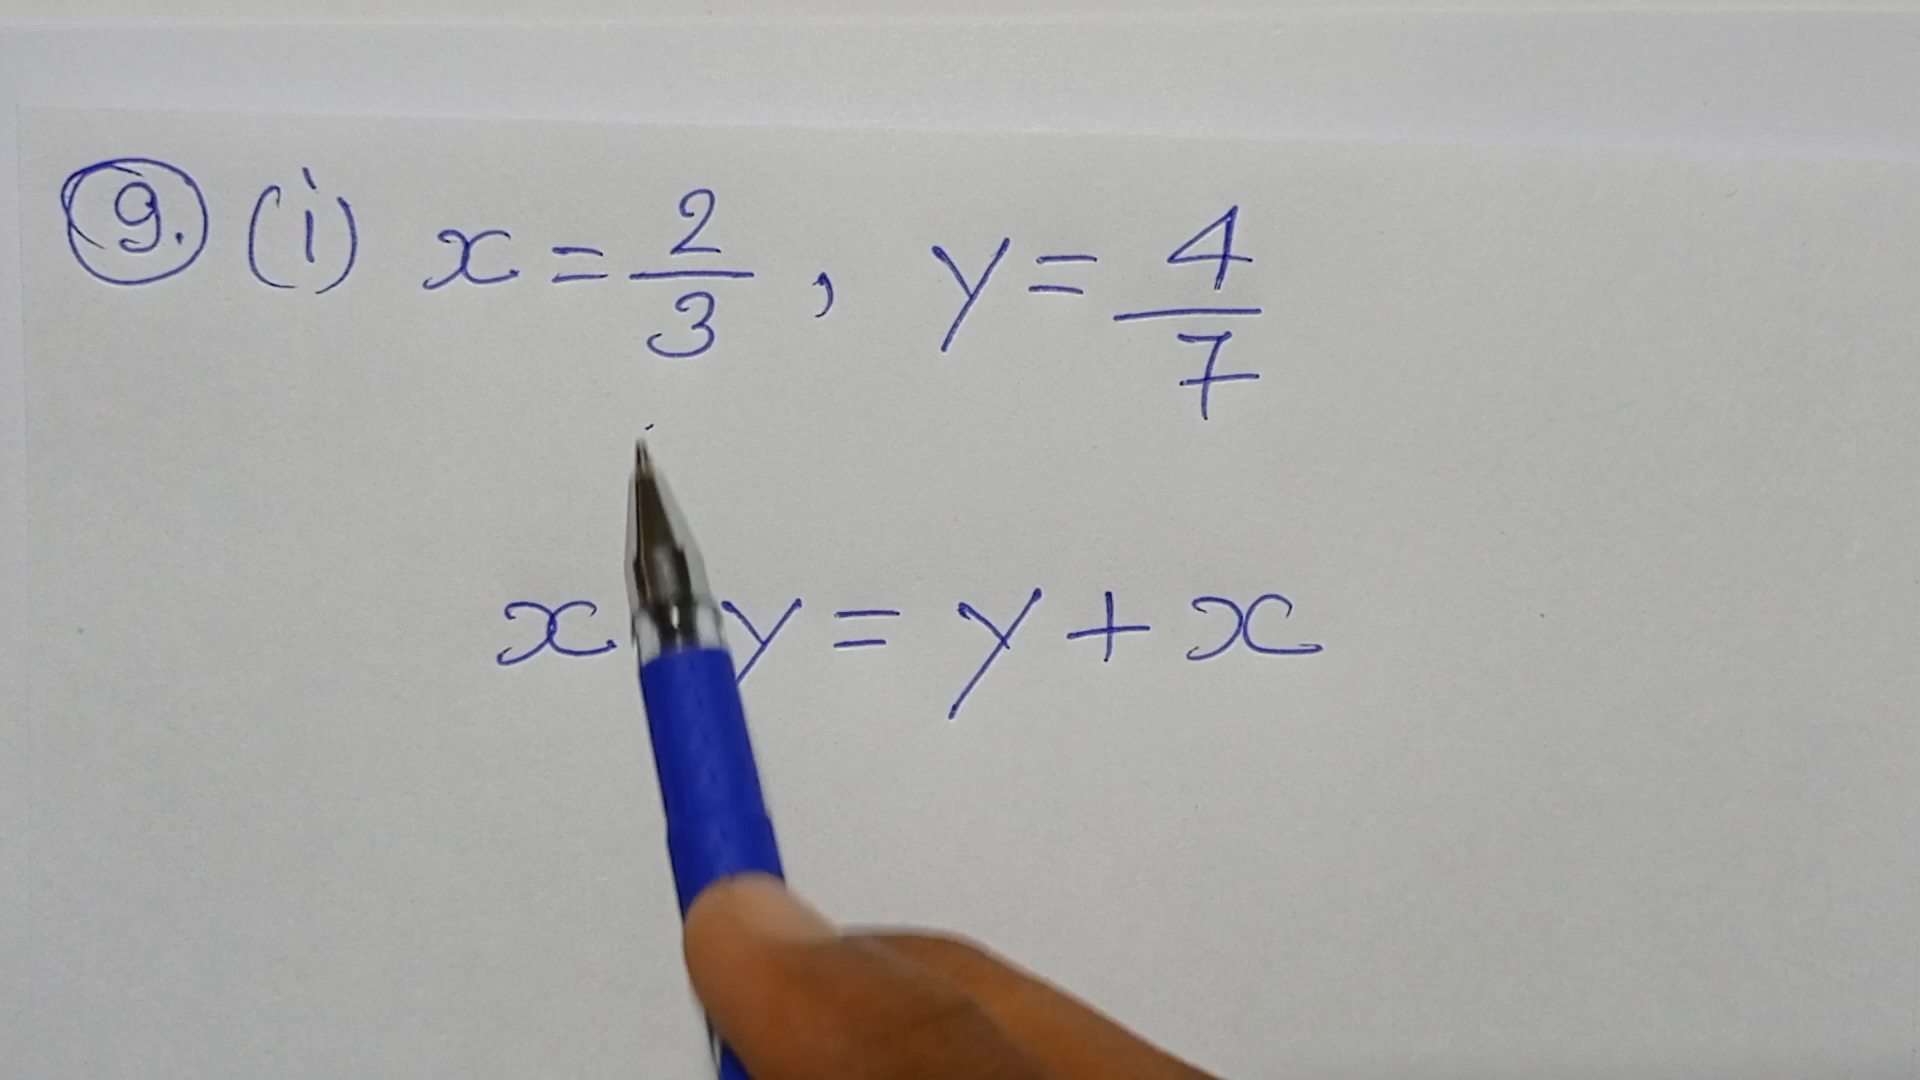 9. (i) x = 2/3 , y = 4/7
x y = y + x